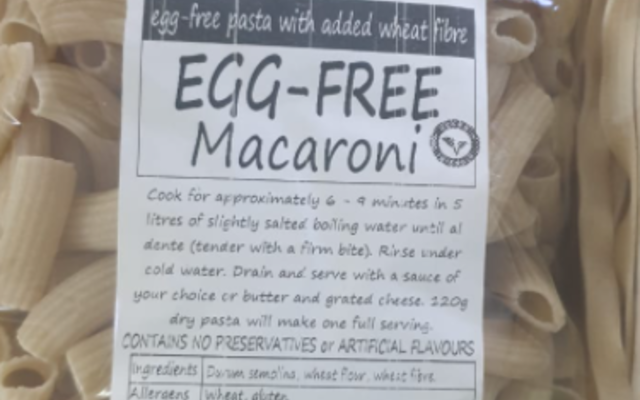 egg-free pasta with added wheat fibre
EGG-FREE
Macaroni
Cook for approximately 6 - 9 minutes in 5
litres of slightly salted boiling water until al
dente (tender with a firm bite). Rinse under
cold water. Drain and serve with a sauce of
your choice or butter and grated cheese. 120g
dry pasta will make one full serving.
CONTAINS NO PRESERVATIVES or ARTIFICIAL FLAVOURS
Ingredients Durum semolina, wheat flour, wheat fibre.
Allergens Wheat, gluten.